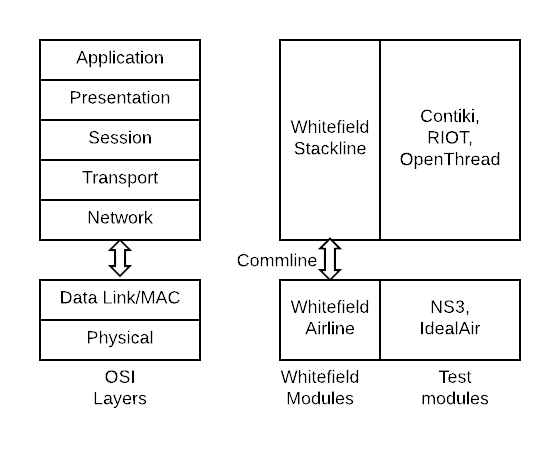 Application
Presentation
Session
Transport
Network
Data Link/MAC
Physical
OSI
Layers
Whitefield
Stackline
Contiki,
RIOT,
OpenThread
Commline
Whitefield
Airline
NS3,
IdealAir
Whitefield
Modules
Test
modules